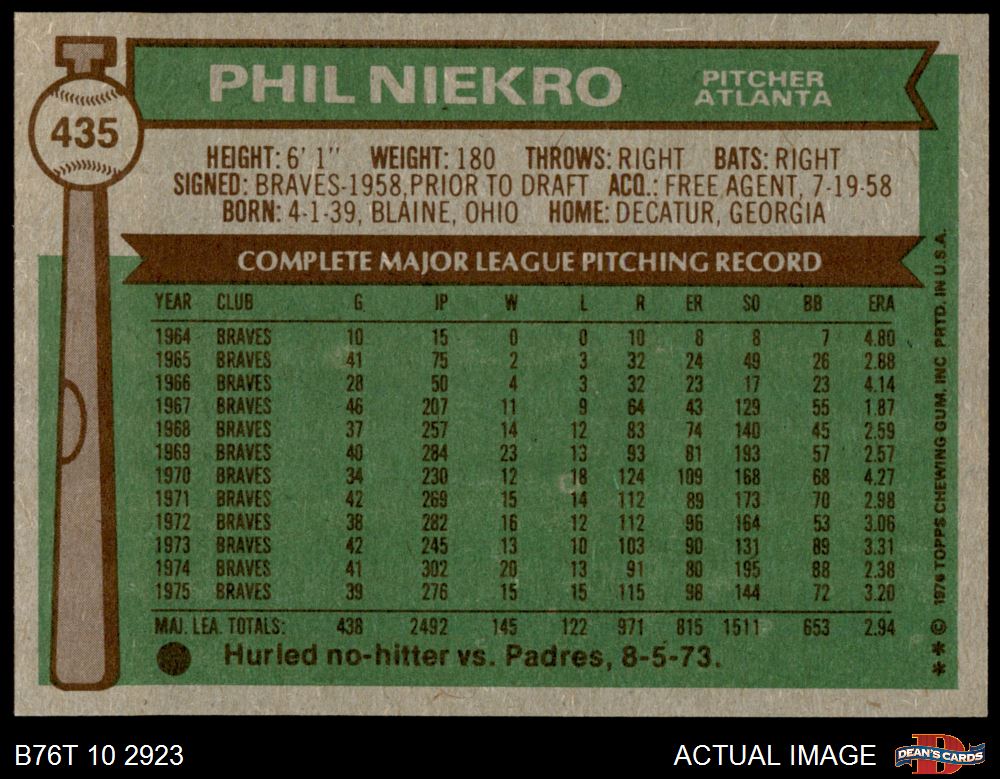 PHIL NIEKRO
PITCHER
ATLANTA
435
HEIGHT: 6' 1" WEIGHT: 180 THROWS: RIGHT BATS: RIGHT
SIGNED: BRAVES-1958, PRIOR TO DRAFT ACQ.: FREE AGENT, 7-19-58
BORN: 4-1-39, BLAINE, OHIO HOME: DECATUR, GEORGIA
COMPLETE MAJOR LEAGUE PITCHING RECORD
YEAR CLUB G IP W L R ER SO BB ERA
1964 BRAVES 10 15 0 0 10 8 8 7 4.80
1965 BRAVES 41 75 2 3 32 24 49 26 2.88
1966 BRAVES 28 50 4 3 32 23 17 23 4.14
1967 BRAVES 46 207 11 9 64 43 129 55 1.87
1968 BRAVES 37 257 14 12 83 74 140 45 2.59
1969 BRAVES 40 284 23 13 93 81 193 57 2.57
1970 BRAVES 34 230 12 18 124 109 168 68 4.27
1971 BRAVES 42 269 15 14 112 89 173 70 2.98
1972 BRAVES 38 282 16 12 112 96 164 53 3.06
1973 BRAVES 42 245 13 10 103 90 131 89 3.31
1974 BRAVES 41 302 20 13 91 80 195 88 2.38
1975 BRAVES 39 276 15 15 115 98 144 72 3.20
MAJ. LEA. TOTALS: 438 2492 145 122 971 815 1511 653 2.94
Hurled no-hitter vs. Padres, 8-5-73.
* * © 1976 TOPPS CHEWING GUM, INC PRTD. IN U.S.A.
B76T 10 2923
ACTUAL IMAGE
DEAN'S CARDS